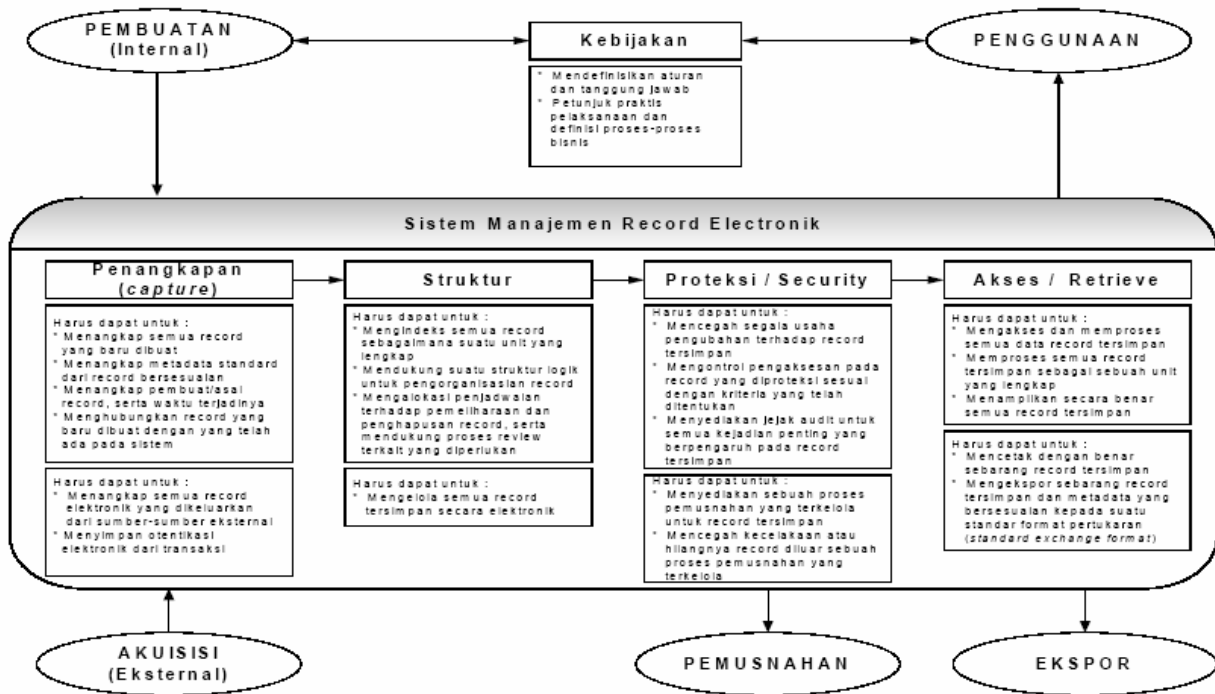 PEMBUATAN
(Internal)
Kebijakan
PENGGUNAAN
* Mendefinisikan aturan
dan tanggung jawab
* Petunjuk praktis
pelaksanaan dan
definisi proses-proses
bisnis
Sistem Manajemen Record Electronik
Penangkapan
(capture)
Struktur
Proteksi / Security
Akses / Retrieve
Harus dapat untuk :
* Menangkap semua record
yang baru dibuat
* Menangkap metadata standard
dari record bersesuaian
* Menangkap pembuat/asal
record, serta waktu terjadinya
* Menghubungkan record yang
baru dibuat dengan yang telah
ada pada sistem
Harus dapat untuk :
* Mengindeks semua record
sebagaimana suatu unit yang
lengkap
* Mendukung suatu struktur logik
untuk pengorganisasian record
* Mengalokasi penjadwalan
terhadap pemeliharaan dan
penghapusan record, serta
mendukung proses review
terkait yang diperlukan
Harus dapat untuk:
* Mencegah segala usaha
pengubahan terhadap record
tersimpan
* Mengontrol pengaksesan pada
record yang diproteksi sesuai
dengan kriteria yang telah
ditentukan
* Menyediakan jejak audit untuk
semua kejadian penting yang
berpengaruh pada record
tersimpan
Harus dapat untuk :
* Mengakses dan memproses
semua data record tersimpan
* Memproses semua record
tersimpan sebagai sebuah unit
yang lengkap
* Menampilkan secara benar
semua record tersimpan
Harus dapat untuk :
* Menangkap semua record
elektronik yang dikeluarkan
dari sumber-sumber eksternal
* Menyimpan otentikasi
elektronik dari transaksi
Harus dapat untuk :
* Mengelola semua record
tersimpan secara elektronik
Harus dapat untuk :
* Menyediakan sebuah proses
pemusnahan yang terkelola
untuk record tersimpan
* Mencegah kecelakaan atau
hilangnya record diluar sebuah
proses pemusnahan yang
terkelola
Harus dapat untuk :
* Mencetak dengan benar
sebarang record tersimpan
* Mengekspor sebarang record
tersimpan dan metadata yang
bersesuaian kepada suatu
standar format pertukaran
(standard exchange format)
AKUISISI
(Eksternal)
PEMUSNAHAN
EKSPOR